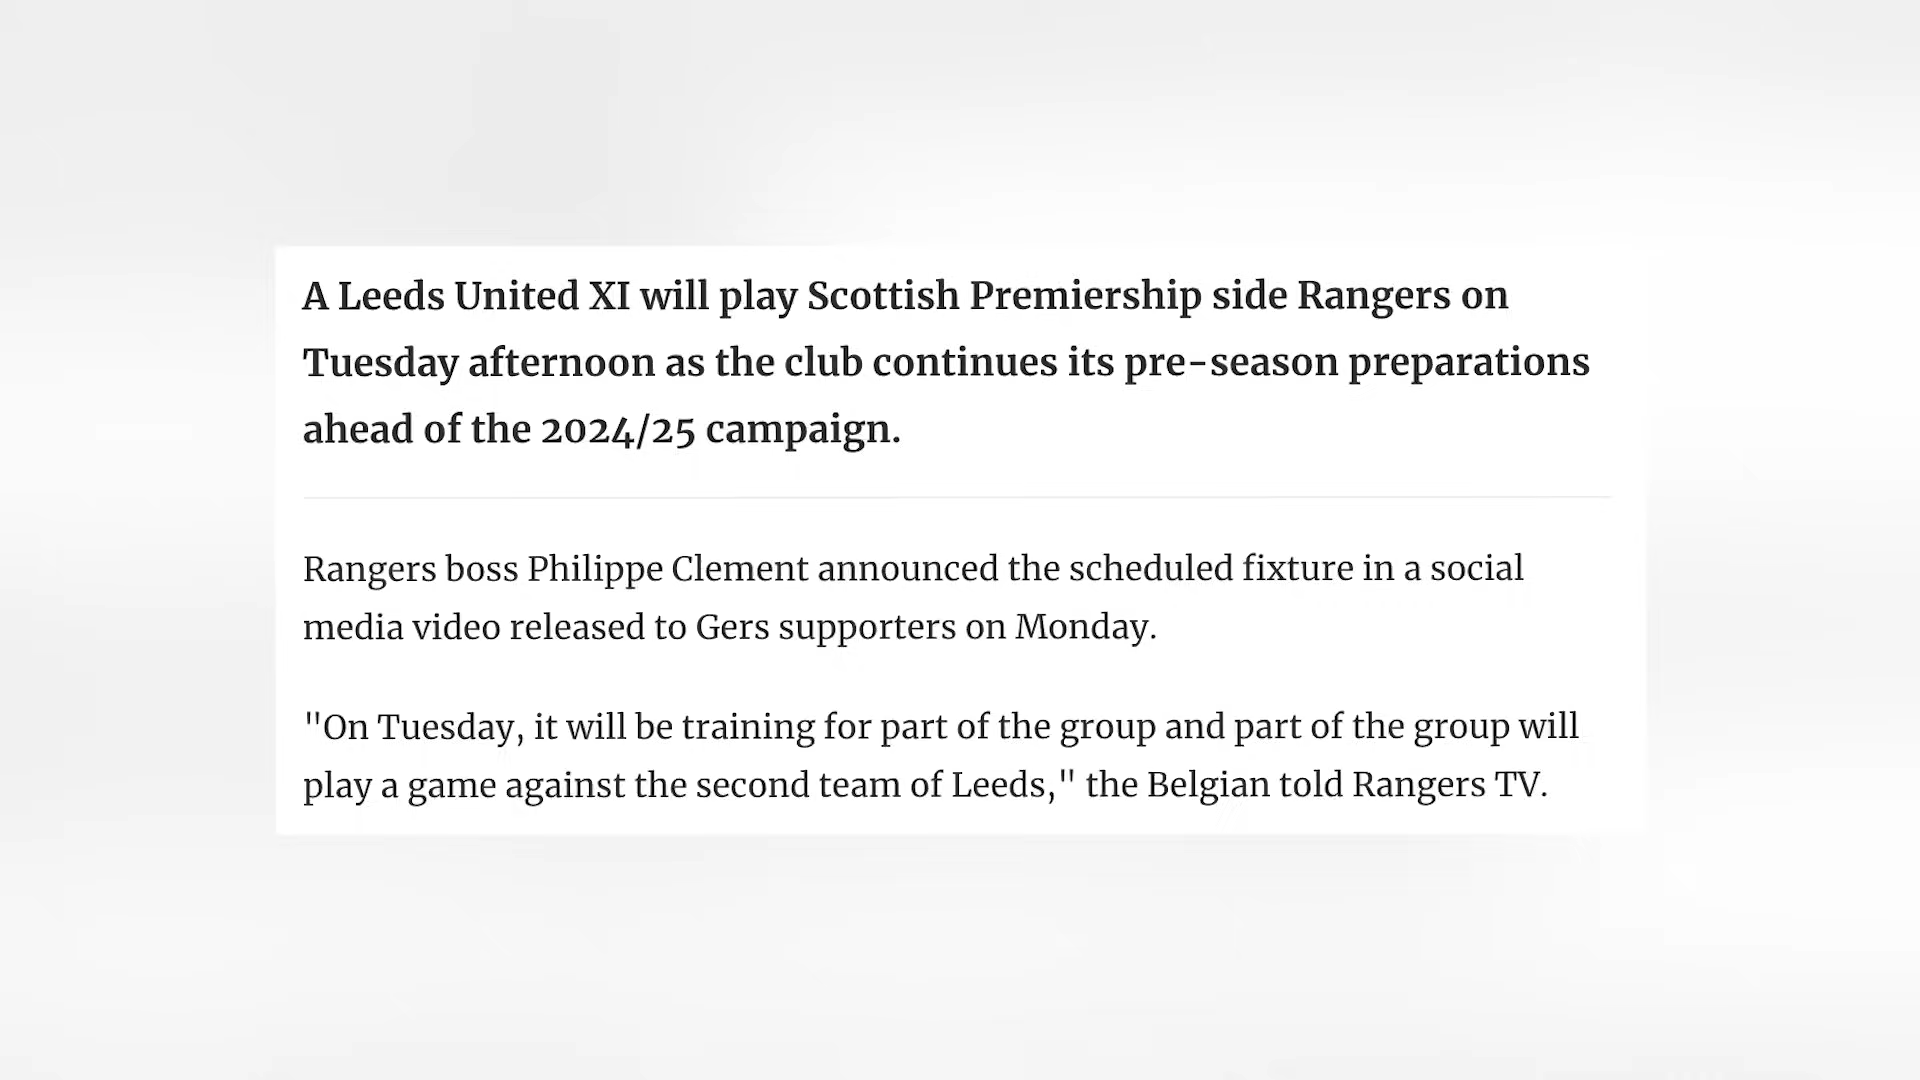 A Leeds United XI will play Scottish Premiership side Rangers on
Tuesday afternoon as the club continues its pre-season preparations
ahead of the 2024/25 campaign.
Rangers boss Philippe Clement announced the scheduled fixture in a social
media video released to Gers supporters on Monday.
"On Tuesday, it will be training for part of the group and part of the group will
play a game against the second team of Leeds," the Belgian told Rangers TV.